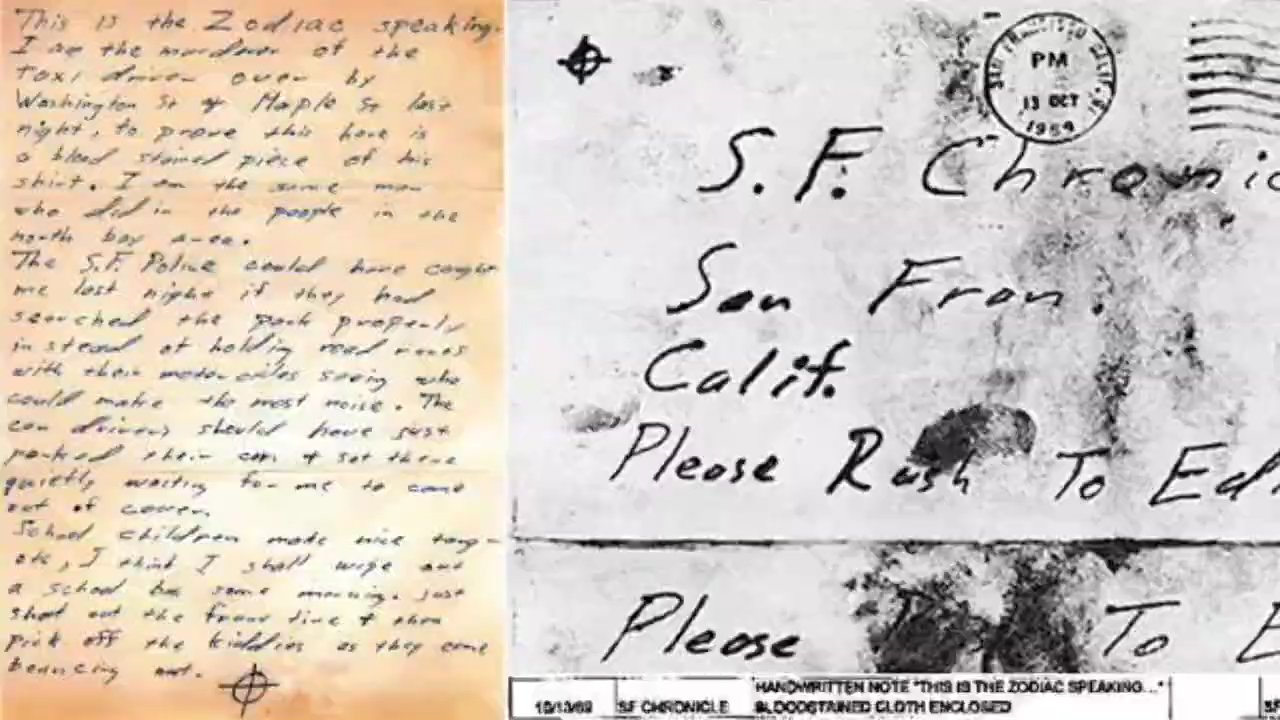 This is the Zodiac speaking.
I am the murderer of the
taxi driver over by
Washington St & Maple St last
night, to prove this here is
a blood stained piece of his
shirt. I am the same man
who did in the people in the
north bay area.
The S.F. Police could have caught
me last night if they had
searched the park properly
instead of holding road races
with their motorcicles seeing who
could make the most noise. The
car drivers should have just
parked their cars & sat there
quietly waiting for me to come
out of cover.
School children make nice targ-
ets, I think I shall wipe out
a school bus some morning. Just
shoot out the front tire & then
pick off the kiddies as they come
bouncing out.
SAN FRANCISCO CALIF.
PM
13 OCT
1969
S.F. Chronic
San Fran.
Calif.
Please Rush To Edi
Please To E
10/13/69 SF CHRONICLE HANDWRITTEN NOTE "THIS IS THE ZODIAC SPEAKING..."
BLOODSTAINED CLOTH ENCLOSED